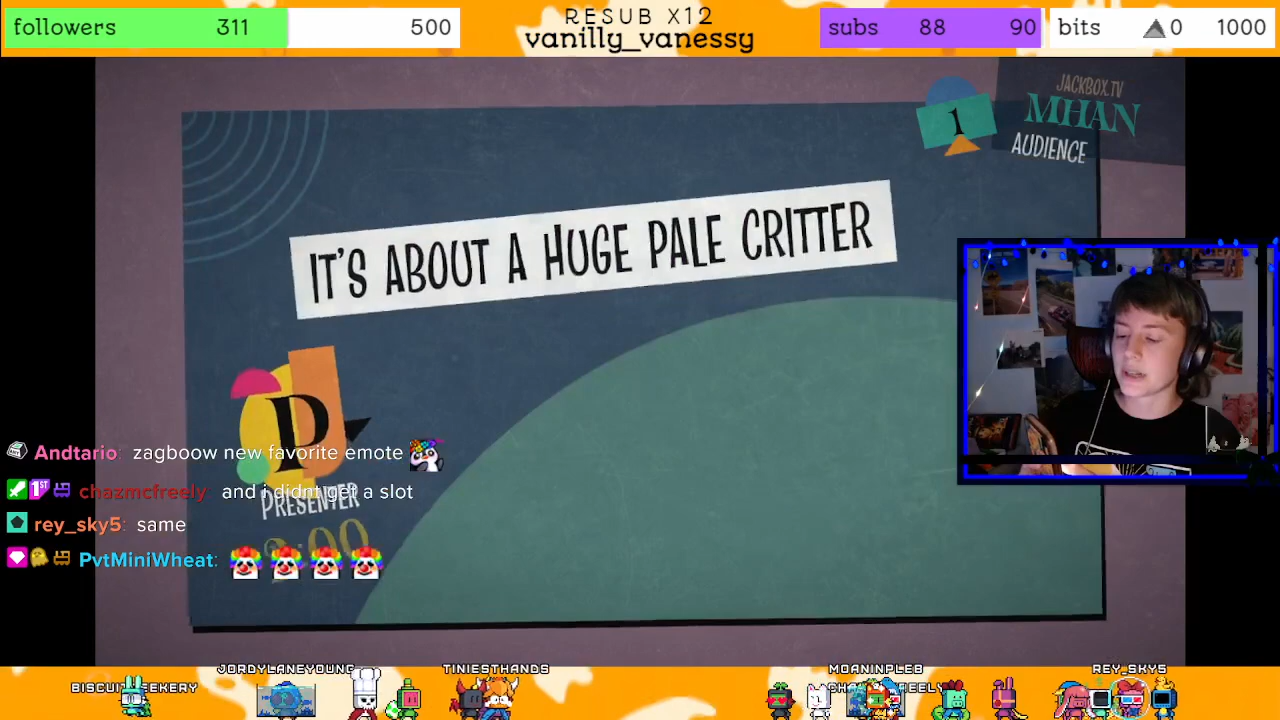 followers 311 500
RESUB X12
vanilly_vanessy
subs 88 90
bits 0 1000
JACKBOX.TV
MHAN
1
AUDIENCE
IT'S ABOUT A HUGE PALE CRITTER
P
PRESENTER
Andtario: zagboow new favorite emote
chazmcfreely: and i didnt get a slot
rey_sky5: same
PvtMiniWheat:
JORDYLANEYOUNG
TINIESTHANDS
MOANINPLEB
REY_SKY5